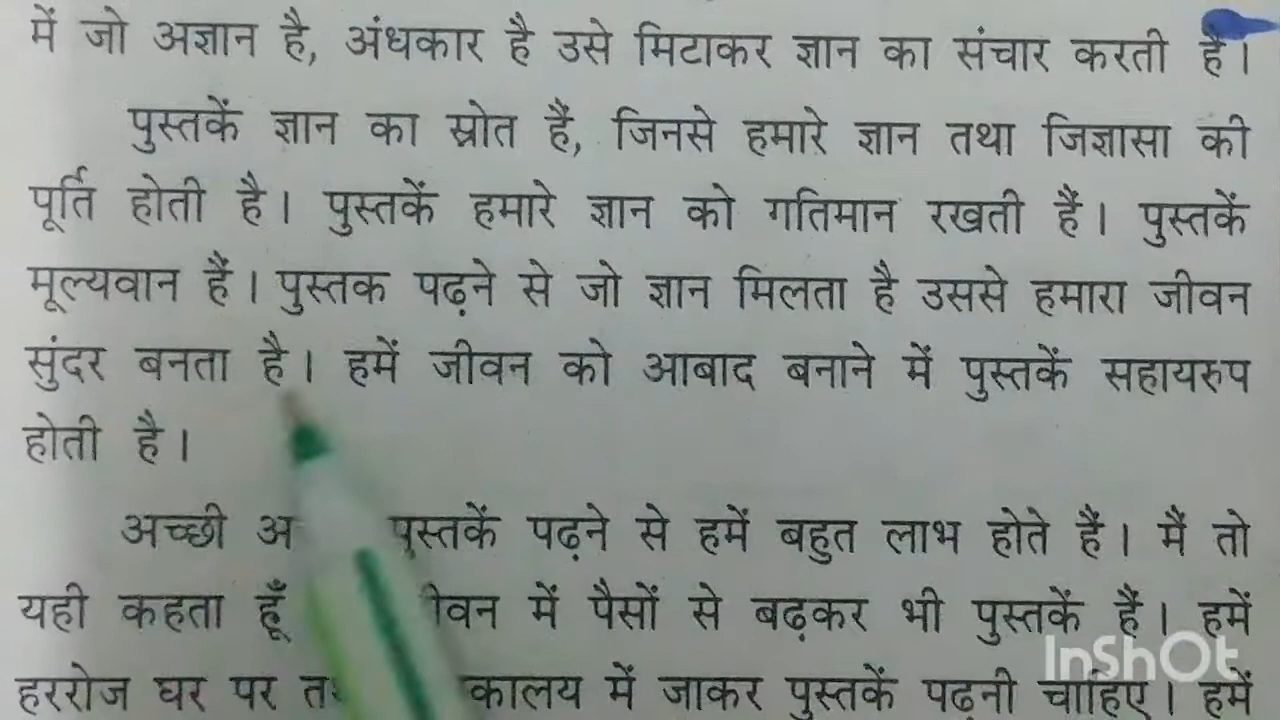 में जो अज्ञान है, अंधकार है उसे मिटाकर ज्ञान का संचार करती है।
पुस्तकें ज्ञान का स्रोत हैं, जिनसे हमारे ज्ञान तथा जिज्ञासा की
पूर्ति होती है। पुस्तकें हमारे ज्ञान को गतिमान रखती हैं। पुस्तकें
मूल्यवान हैं। पुस्तक पढ़ने से जो ज्ञान मिलता है उससे हमारा जीवन
सुंदर बनता है। हमें जीवन को आबाद बनाने में पुस्तकें सहायरुप
होती है।
अच्छी पुस्तकें पढ़ने से हमें बहुत लाभ होते हैं। मैं तो
यही कहता हूँ में पैसों से बढ़कर भी पुस्तकें हैं। हमें
हररोज घर पर में जाकर पुस्तकें पढ़नी चाहिए। हमें
InShOt